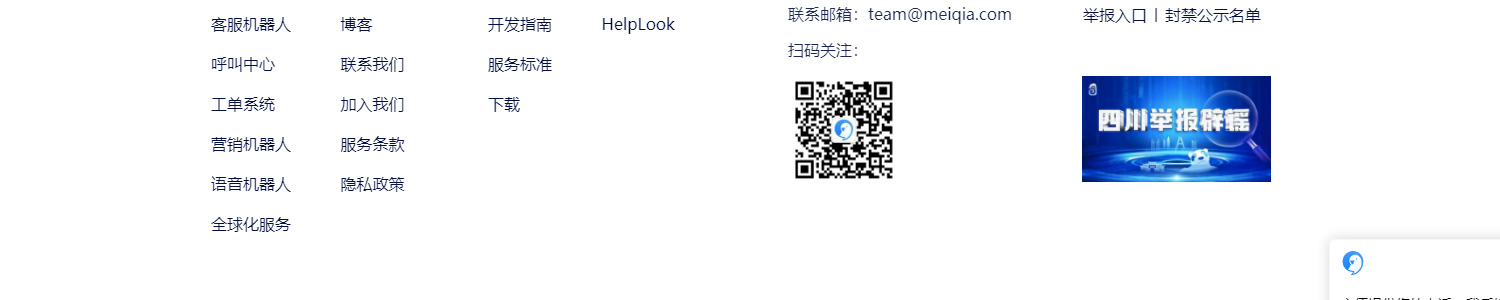 客服机器人
呼叫中心
工单系统
营销机器人
语音机器人
全球化服务
博客
联系我们
加入我们
服务条款
隐私政策
开发指南
服务标准
下载
HelpLook
联系邮箱：team@meiqia.com
扫码关注：
举报入口丨封禁公示名单
四川举报辟谣